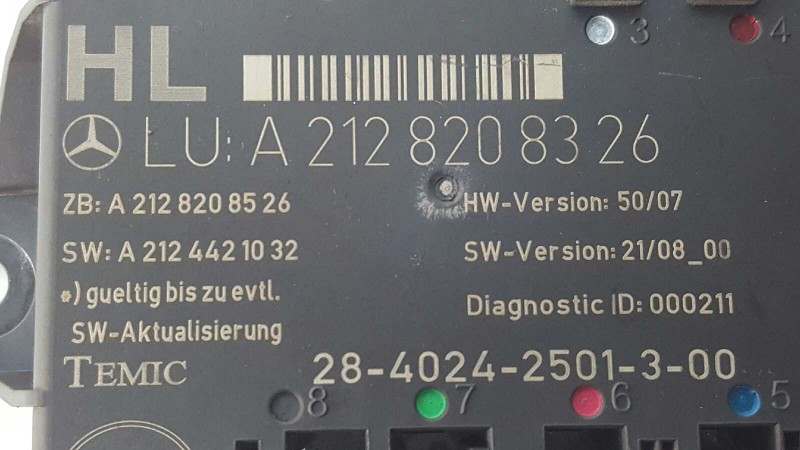 3 4
HL
LU: A 212 820 83 26
ZB: A 212 820 85 26
HW-Version: 50/07
SW: A 212 442 10 32
SW-Version: 21/08_00
*) gueltig bis zu evtl.
Diagnostic ID: 000211
SW-Aktualisierung
TEMIC
28-4024-2501-3-00
8 7 6 5